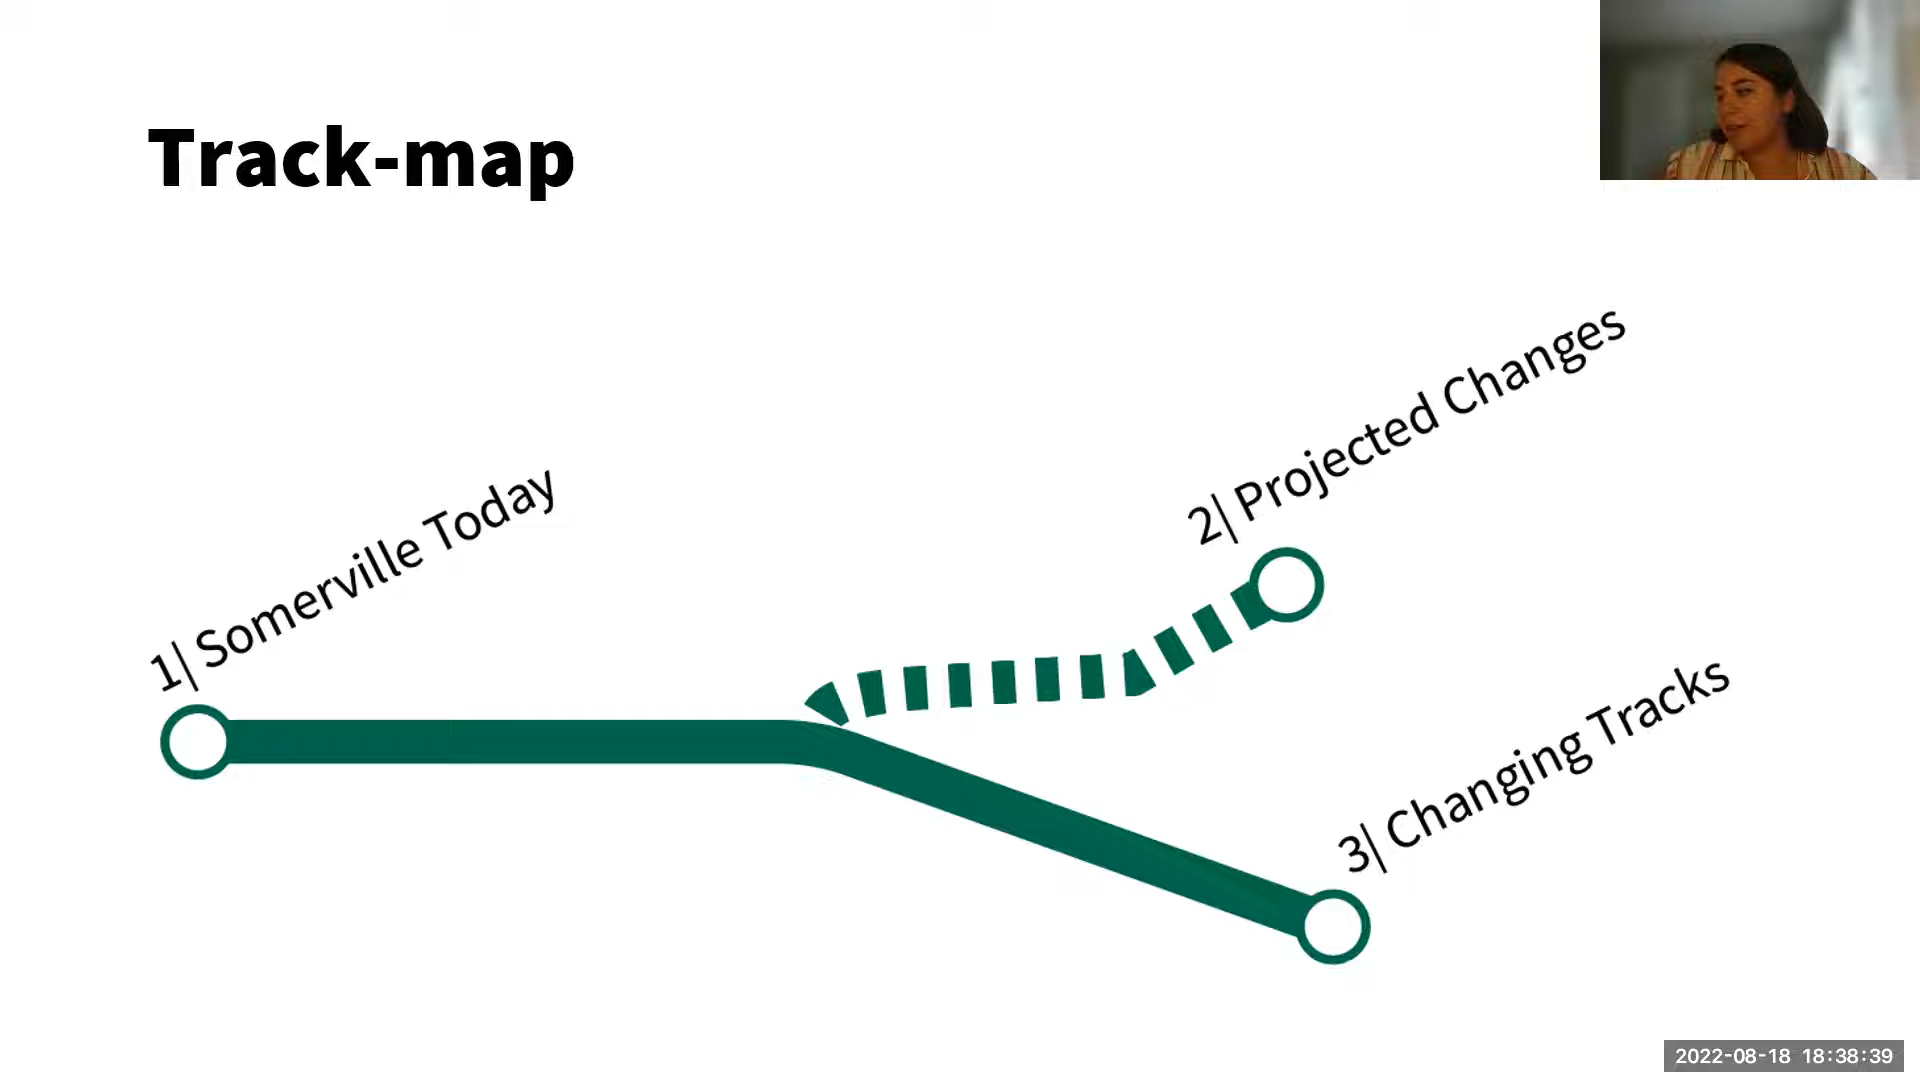 Track-map
1| Somerville Today
2| Projected Changes
3| Changing Tracks
2022-08-18 18:38:39